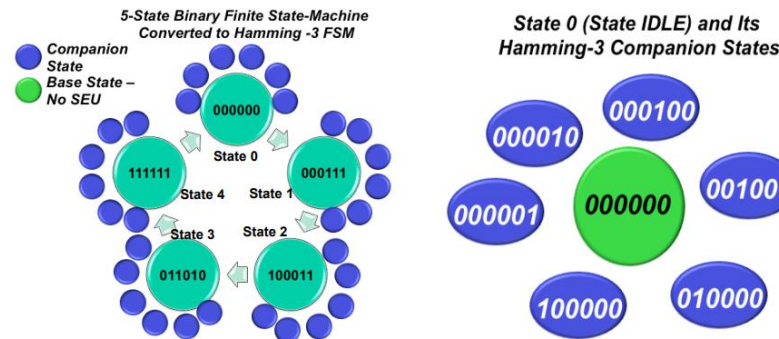 5-State Binary Finite State-Machine
Converted to Hamming -3 FSM
Companion
State
Base State –
No SEU
000000
State 0
111111
000111
State 4
State 1
State 3
State 2
011010
100011
State 0 (State IDLE) and Its
Hamming-3 Companion States
000100
000010
00100
000000
000001
100000
010000